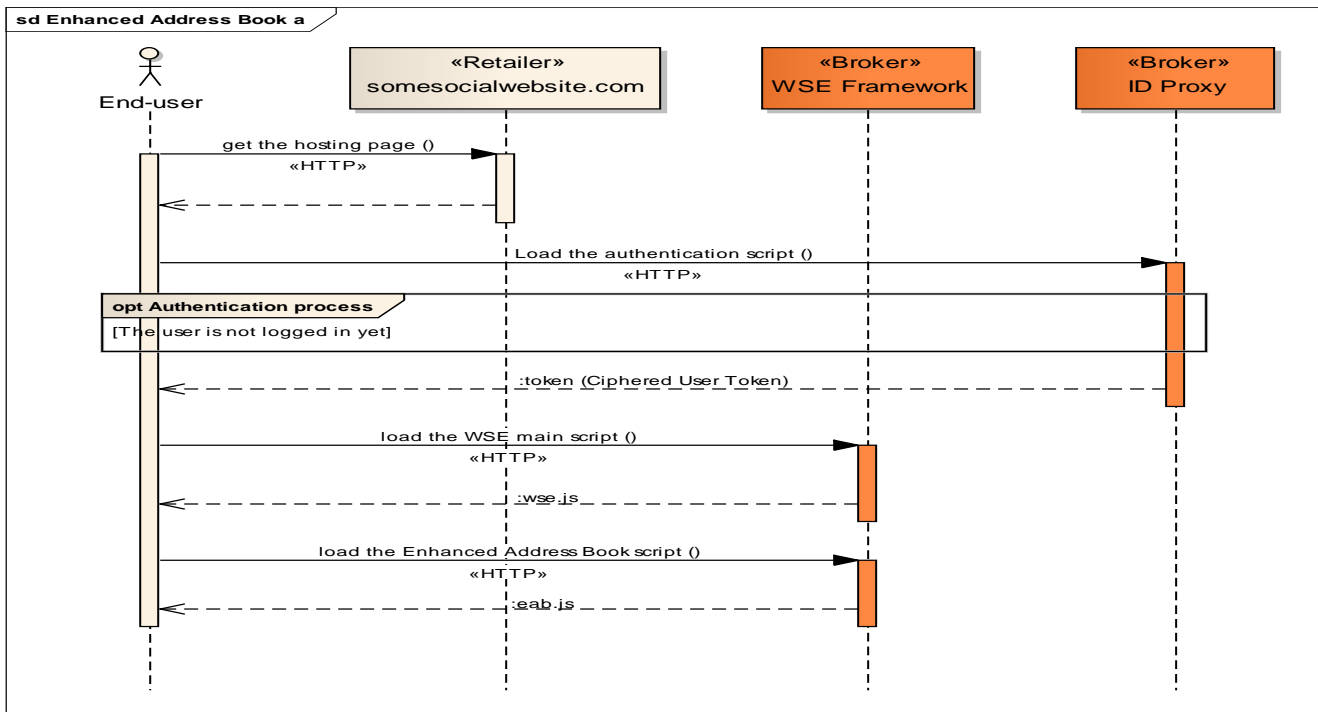 sd Enhanced Address Book a
«Retailer»
somesocialwebsite.com
«Broker»
WSE Framework
«Broker»
ID Proxy
End-user
get the hosting page ()
«HTTP»
Load the authentication script ()
«HTTP»
opt Authentication process
[The user is not logged in yet]
:token (Ciphered User Token)
load the WSE main script ()
«HTTP»
:wse.js
load the Enhanced Address Book script ()
«HTTP»
:eab.js